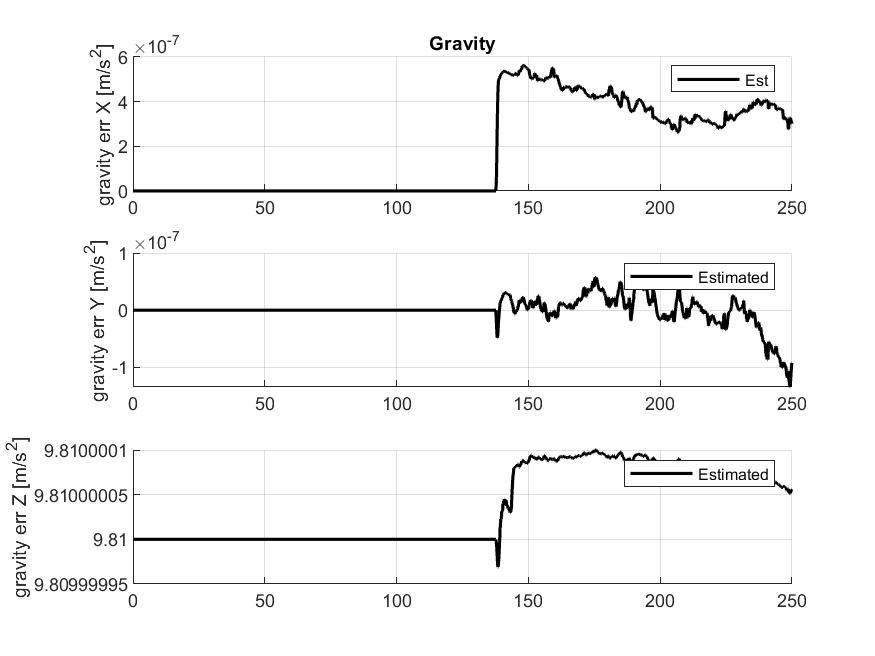 Gravity
×10-7
gravity err X [m/s2]
6
4
2
0
Est
0 50 100 150 200 250
×10-7
gravity err Y [m/s2]
1
0
-1
Estimated
0 50 100 150 200 250
gravity err Z [m/s2]
9.8100001
9.81000005
9.81
9.80999995
Estimated
0 50 100 150 200 250